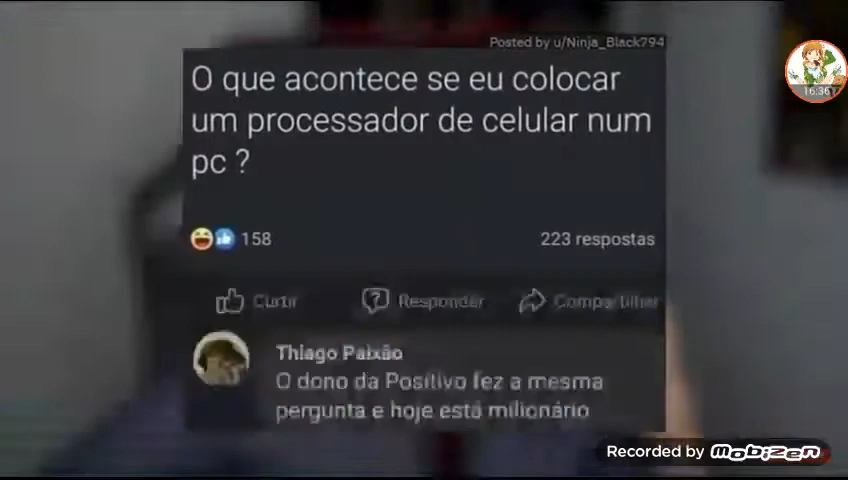 Posted by u/Ninja_Black794
O que acontece se eu colocar
um processador de celular num
pc ?
158
223 respostas
Curtir
Responder
Compartilhar
Thiago Paixão
O dono da Positivo fez a mesma
pergunta e hoje está milionário
16:36
Recorded by MOBIZEN